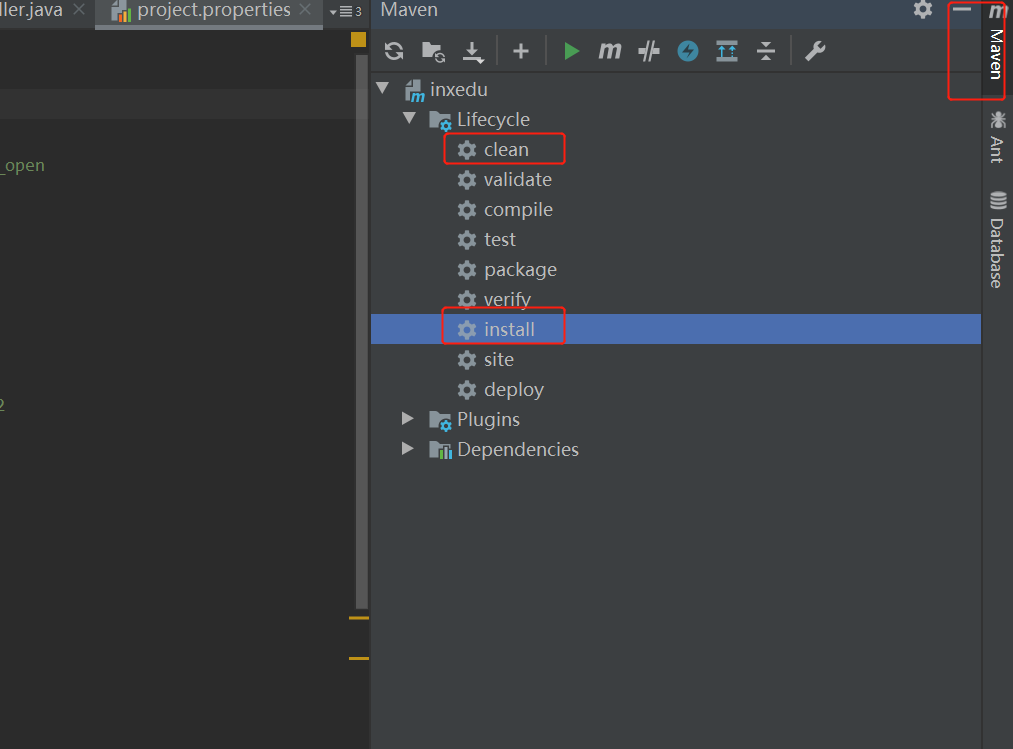 ller.java
project.properties
3
Maven
m
Maven
m
inxedu
Lifecycle
clean
validate
compile
test
package
verify
install
site
deploy
Plugins
Dependencies
_open
2
Ant
Database